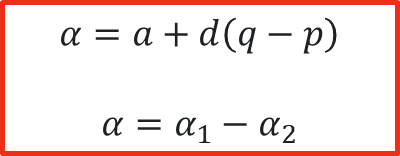 α = a + d(q − p)
α = α₁ − α₂